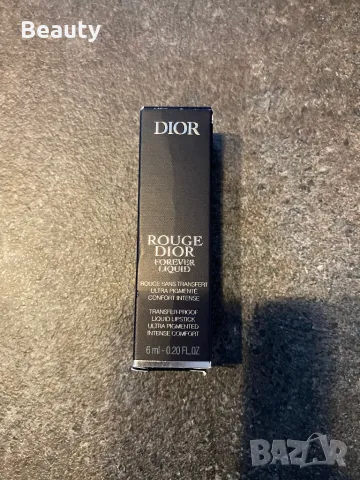 Beauty
DIOR
ROUGE
DIOR
FOREVER
LIQUID
ROUGE SANS TRANSFERT
ULTRA PIGMENTÉ
CONFORT INTENSE
TRANSFER-PROOF
LIQUID LIPSTICK
ULTRA PIGMENTED
INTENSE COMFORT
6 ml - 0.20 FL.OZ
BAZAR